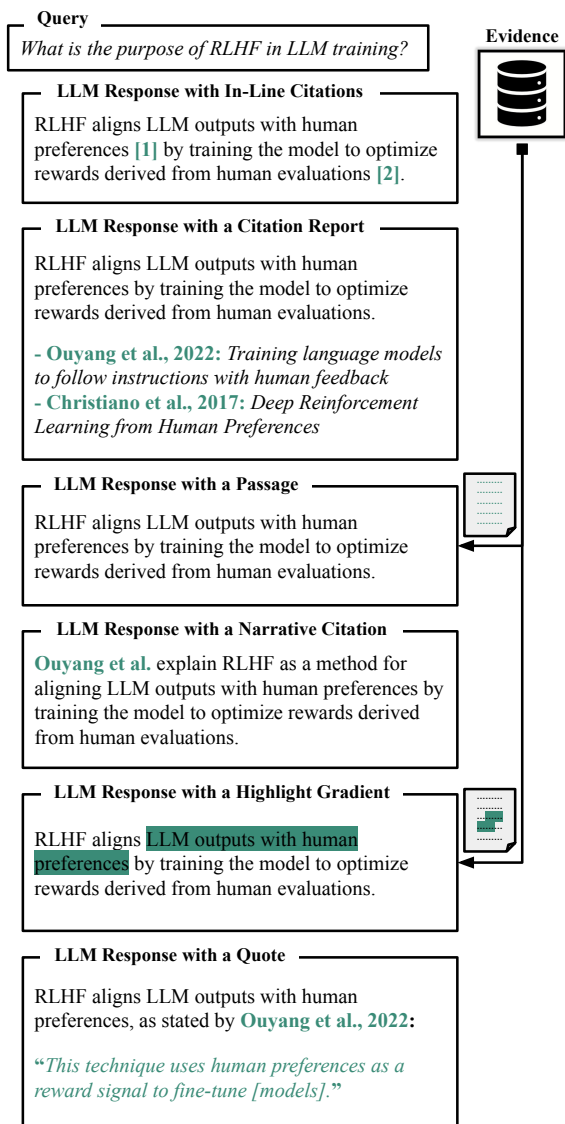 Query
What is the purpose of RLHF in LLM training?
Evidence
LLM Response with In-Line Citations
RLHF aligns LLM outputs with human
preferences [1] by training the model to optimize
rewards derived from human evaluations [2].
LLM Response with a Citation Report
RLHF aligns LLM outputs with human
preferences by training the model to optimize
rewards derived from human evaluations.
- Ouyang et al., 2022: Training language models
to follow instructions with human feedback
- Christiano et al., 2017: Deep Reinforcement
Learning from Human Preferences
LLM Response with a Passage
RLHF aligns LLM outputs with human
preferences by training the model to optimize
rewards derived from human evaluations.
LLM Response with a Narrative Citation
Ouyang et al. explain RLHF as a method for
aligning LLM outputs with human preferences by
training the model to optimize rewards derived
from human evaluations.
LLM Response with a Highlight Gradient
RLHF aligns LLM outputs with human
preferences by training the model to optimize
rewards derived from human evaluations.
LLM Response with a Quote
RLHF aligns LLM outputs with human
preferences, as stated by Ouyang et al., 2022:
“This technique uses human preferences as a
reward signal to fine-tune [models].”